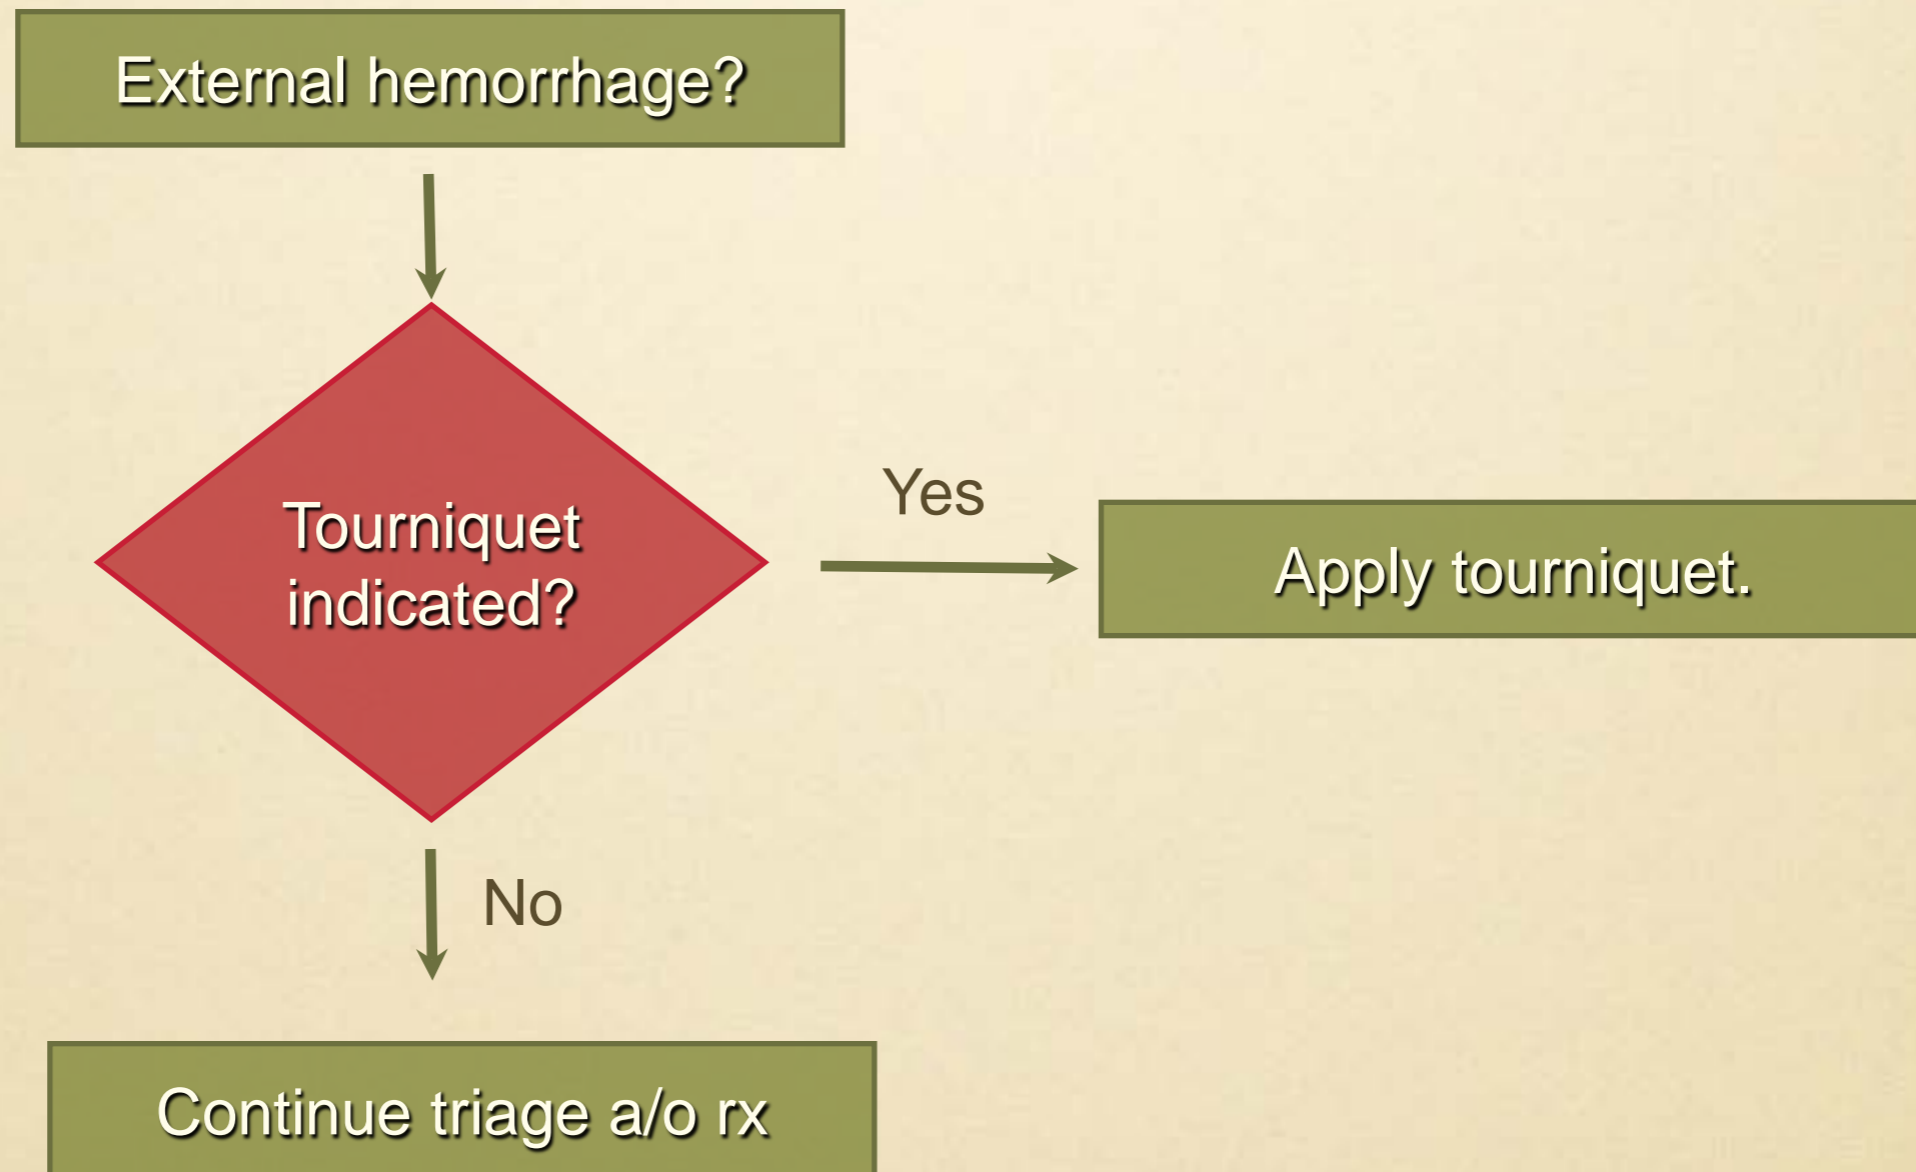 External hemorrhage?
Tourniquet
indicated?
Yes
Apply tourniquet.
No
Continue triage a/o rx